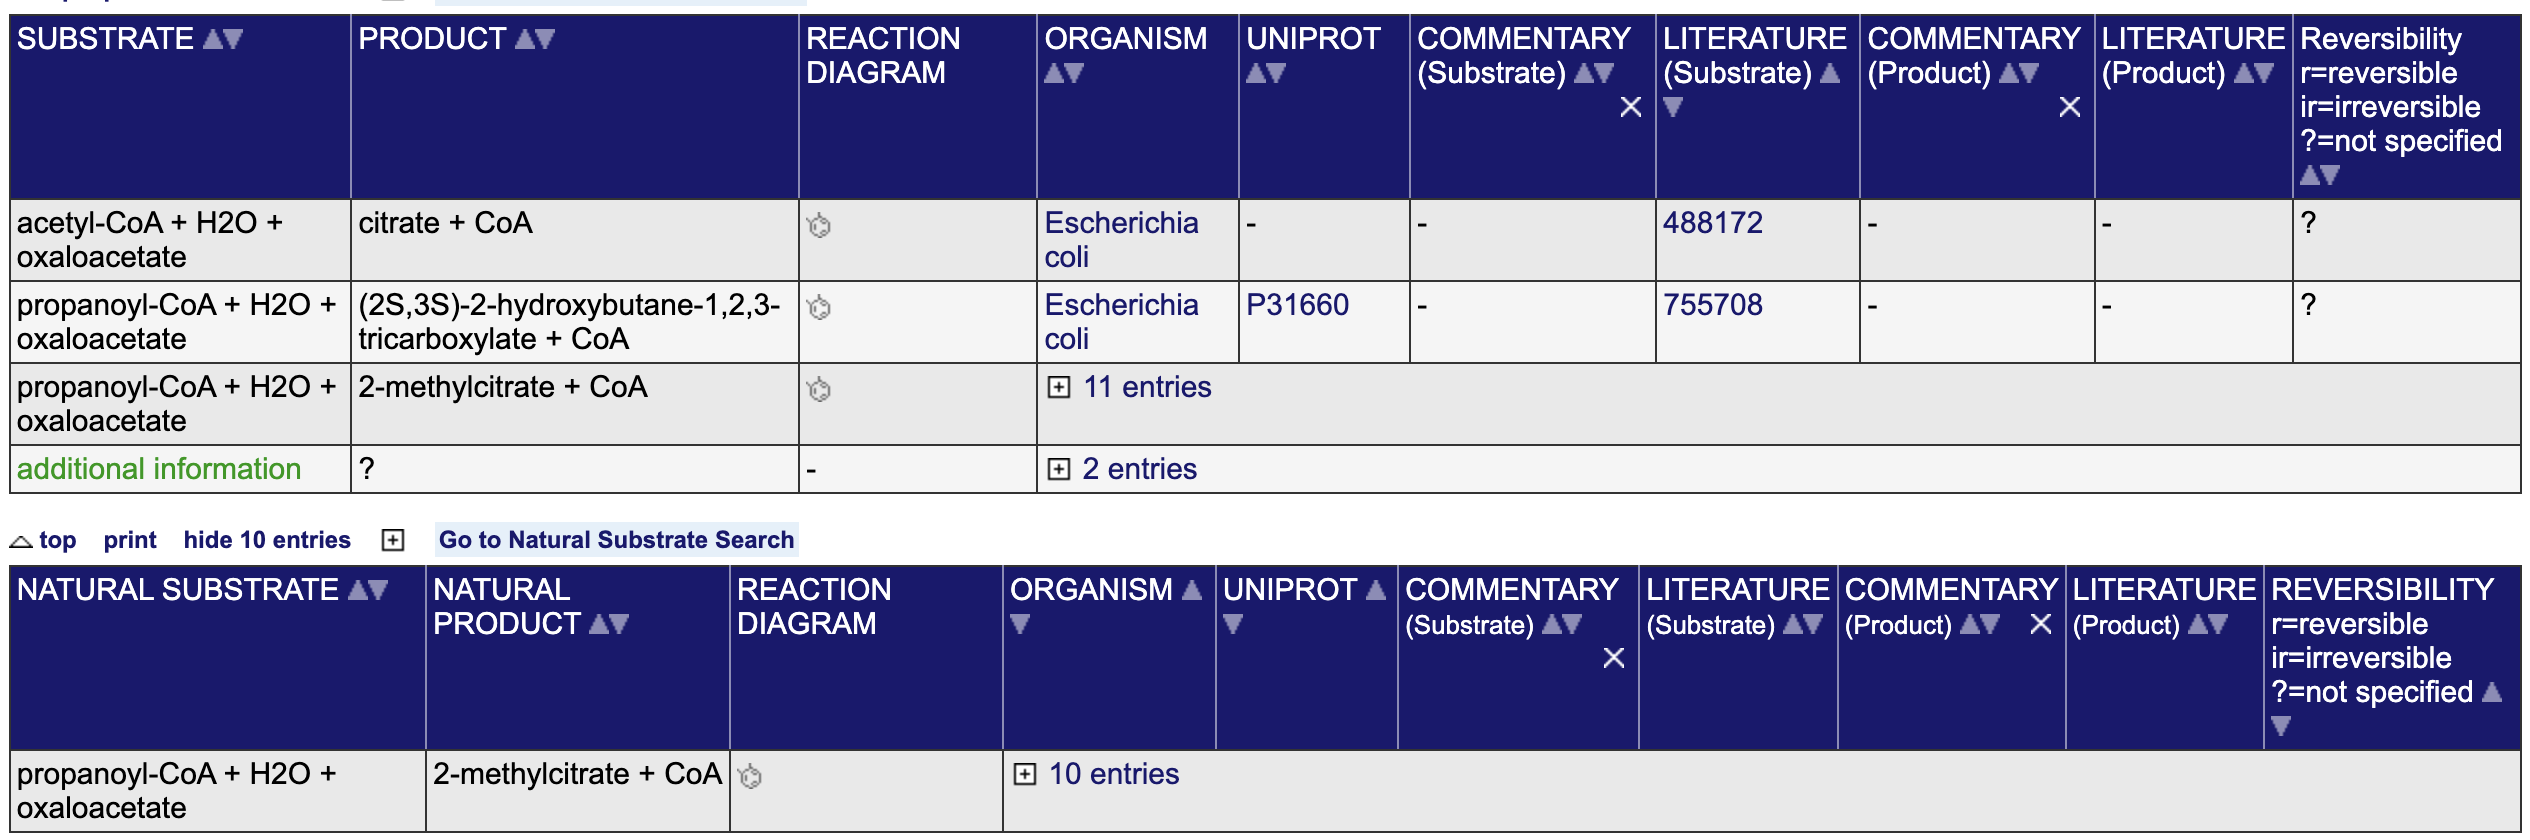 SUBSTRATE ▲▼ PRODUCT ▲▼ REACTION ORGANISM UNIPROT COMMENTARY LITERATURE COMMENTARY LITERATURE Reversibility
DIAGRAM ▲▼ ▲▼ (Substrate) ▲▼ (Substrate) ▲ (Product) ▲▼ (Product) ▲▼ r=reversible
X ▼ X ir=irreversible
?=not specified
▲▼
acetyl-CoA + H2O + citrate + CoA Escherichia - - 488172 - - ?
oxaloacetate coli
propanoyl-CoA + H2O + (2S,3S)-2-hydroxybutane-1,2,3- Escherichia P31660 - 755708 - - ?
oxaloacetate tricarboxylate + CoA coli
propanoyl-CoA + H2O + 2-methylcitrate + CoA 11 entries
oxaloacetate
additional information ? - 2 entries
top print hide 10 entries Go to Natural Substrate Search
NATURAL SUBSTRATE ▲▼ NATURAL REACTION ORGANISM ▲ UNIPROT ▲ COMMENTARY LITERATURE COMMENTARY LITERATURE REVERSIBILITY
PRODUCT ▲▼ DIAGRAM ▼ ▼ (Substrate) ▲▼ (Substrate) ▲▼ (Product) ▲▼ X (Product) ▲▼ r=reversible
X ir=irreversible
?=not specified ▲
▼
propanoyl-CoA + H2O + 2-methylcitrate + CoA 10 entries
oxaloacetate